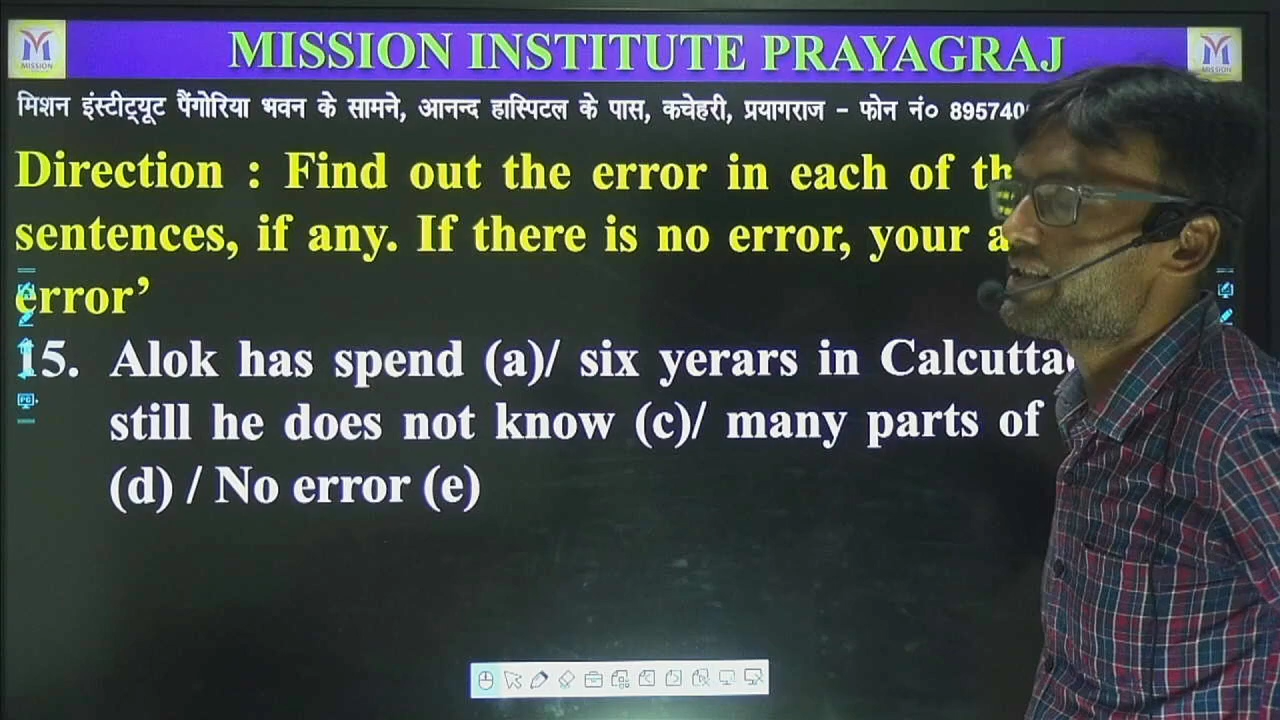 MISSION INSTITUTE PRAYAGRAJ
MISSION
MISSION
मिशन इंस्टीट्यूट पैंगोरिया भवन के सामने, आनन्द हास्पिटल के पास, कचेहरी, प्रयागराज - फोन नं० 895740
Direction : Find out the error in each of
sentences, if any. If there is no error, your
error’
15. Alok has spend (a)/ six yerars in Calcutta
still he does not know (c)/ many parts of
(d) / No error (e)